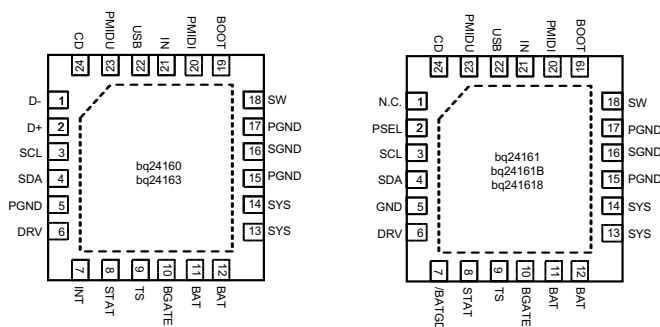 CD
PMIDU
USB
IN
PMIDI
BOOT
24
23
22
21
20
19
D-
1
18
SW
D+
2
17
PGND
SCL
3
16
SGND
SDA
4
15
PGND
PGND
5
14
SYS
DRV
6
13
SYS
bq24160
bq24163
7
8
9
10
11
12
INT
STAT
TS
BGATE
BAT
BAT
CD
PMIDU
USB
IN
PMIDI
BOOT
24
23
22
21
20
19
N.C.
1
18
SW
PSEL
2
17
PGND
SCL
3
16
SGND
SDA
4
15
PGND
GND
5
14
SYS
DRV
6
13
SYS
bq24161
bq24161B
bq241618
7
8
9
10
11
12
/BATGD
STAT
TS
BGATE
BAT
BAT